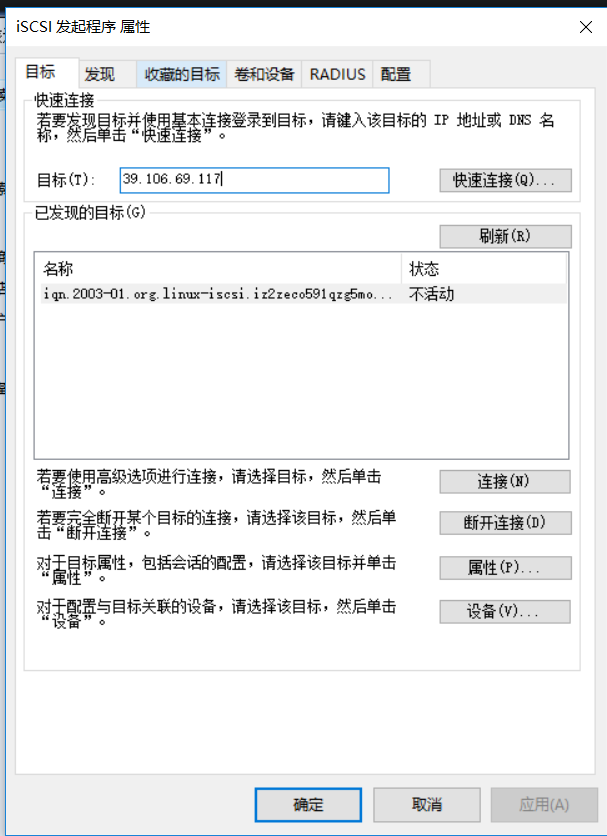 iSCSI 发起程序 属性
目标 发现 收藏的目标 卷和设备 RADIUS 配置
快速连接
若要发现目标并使用基本连接登录到目标，请键入该目标的 IP 地址或 DNS 名
称，然后单击“快速连接”。
目标(T): 39.106.69.117 快速连接(Q)...
已发现的目标(G)
刷新(R)
名称 状态
iqn.2003-01.org.linux-iscsi.iz2zeco591qzg5mo... 不活动
若要使用高级选项进行连接，请选择目标，然后单击
“连接”。
连接(N)
若要完全断开某个目标的连接，请选择该目标，然后单
击“断开连接”。
断开连接(D)
对于目标属性，包括会话的配置，请选择该目标并单击
“属性”。
属性(P)...
对于配置与目标关联的设备，请选择该目标，然后单击
“设备”。
设备(V)...
确定 取消 应用(A)